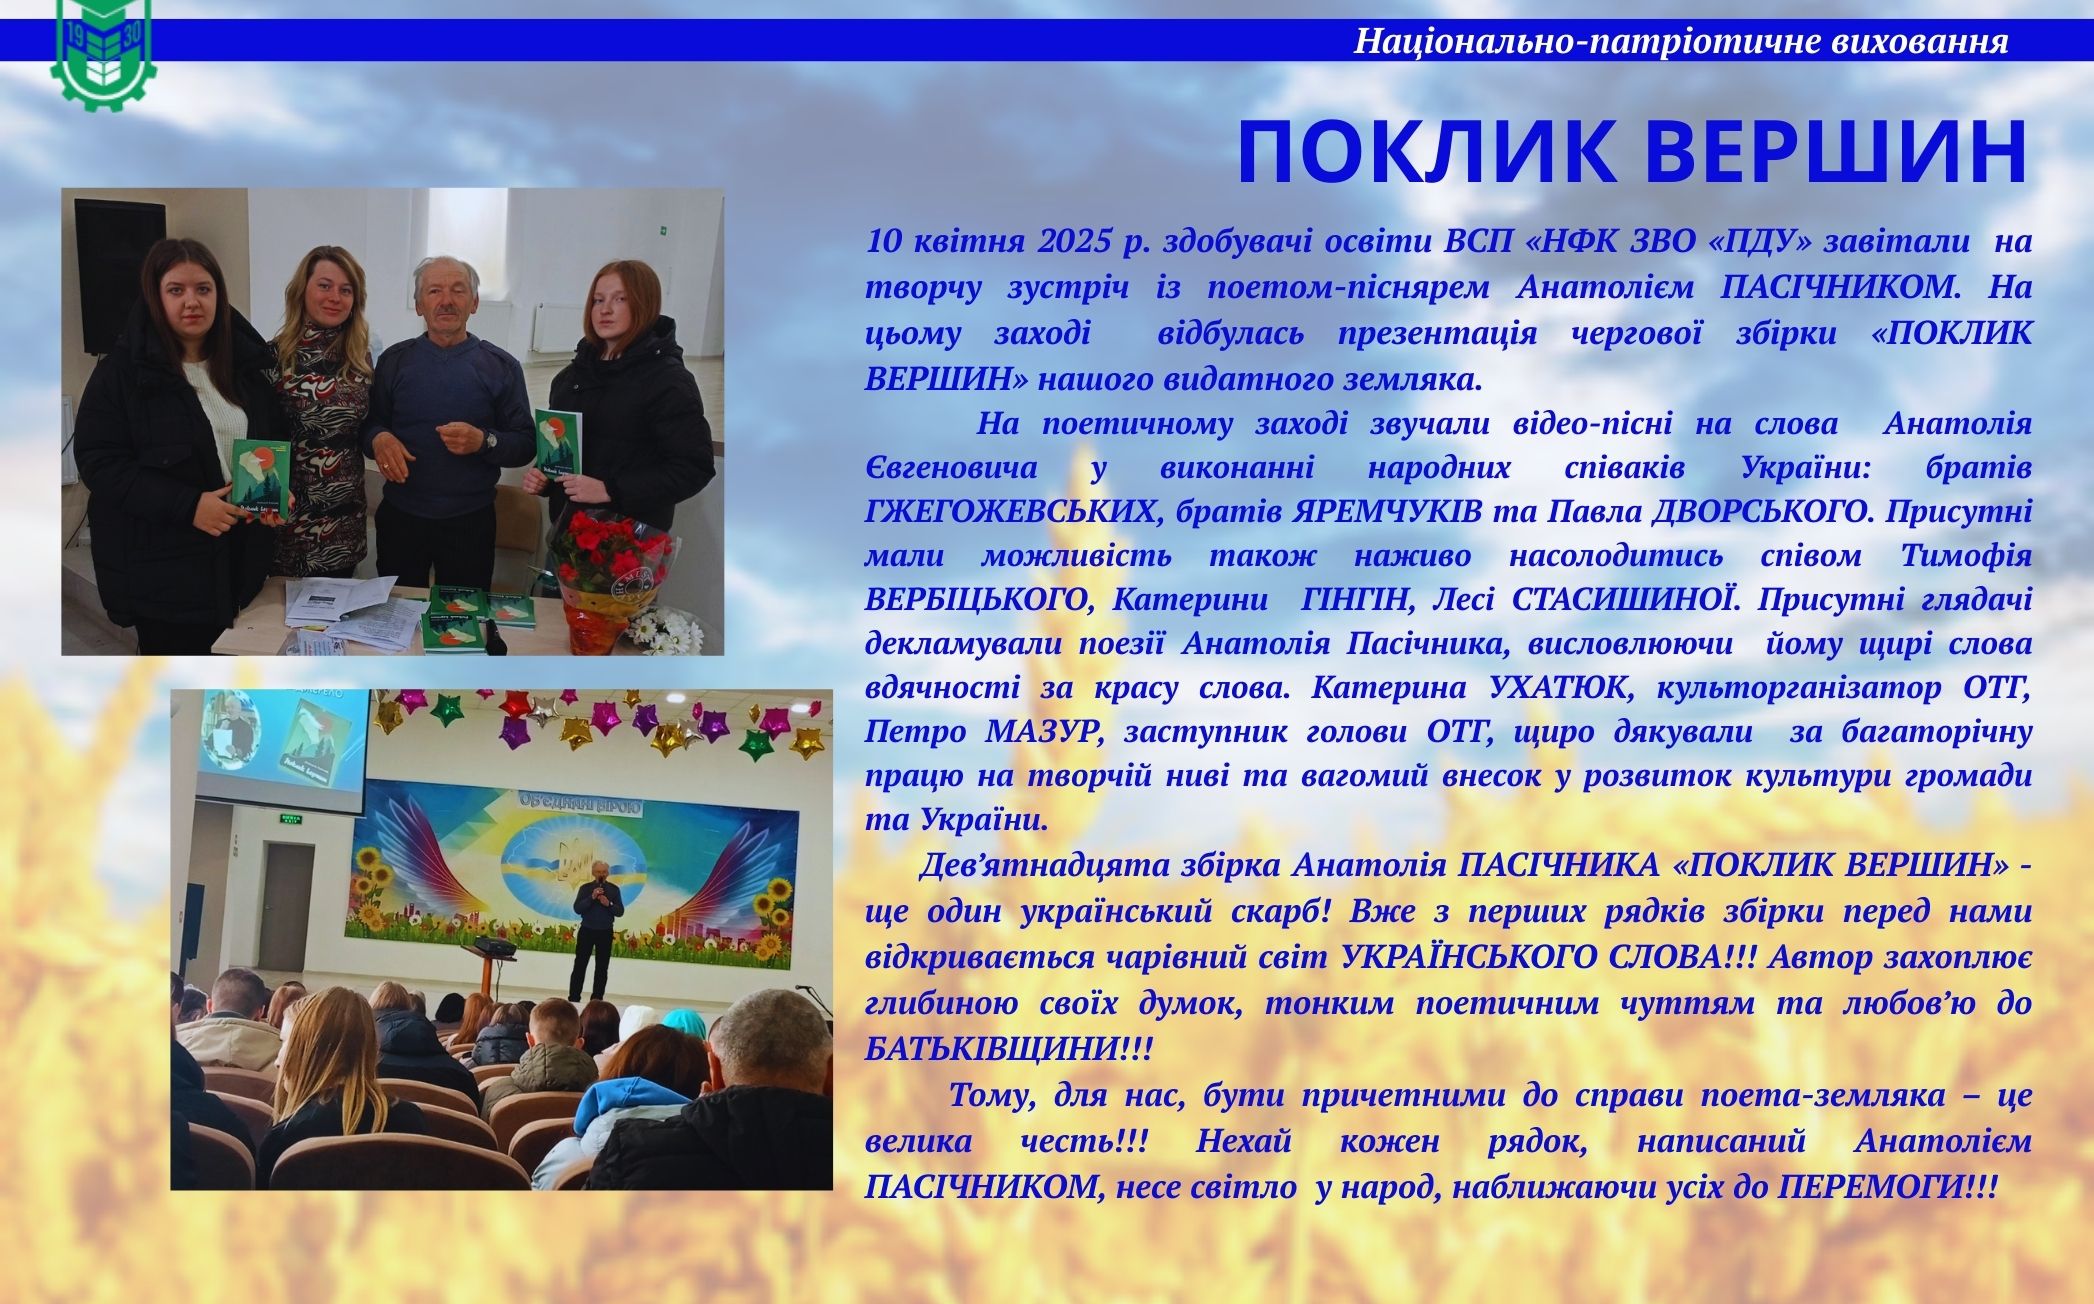 19 30
Національно-патріотичне виховання
ПОКЛИК ВЕРШИН
10 квітня 2025 р. здобувачі освіти ВСП «НФК ЗВО «ПДУ» завітали на
творчу зустріч із поетом-піснярем Анатолієм ПАСІЧНИКОМ. На
цьому заході відбулась презентація чергової збірки «ПОКЛИК
ВЕРШИН» нашого видатного земляка.
На поетичному заході звучали відео-пісні на слова Анатолія
Євгеновича у виконанні народних співаків України: братів
ГЖЕГОЖЕВСЬКИХ, братів ЯРЕМЧУКІВ та Павла ДВОРСЬКОГО. Присутні
мали можливість також наживо насолодитись співом Тимофія
ВЕРБІЦЬКОГО, Катерини ГІНГІН, Лесі СТАСИШИНОЇ. Присутні глядачі
декламували поезії Анатолія Пасічника, висловлюючи йому щирі слова
вдячності за красу слова. Катерина УХАТЮК, культорганізатор ОТГ,
Петро МАЗУР, заступник голови ОТГ, щиро дякували за багаторічну
працю на творчій ниві та вагомий внесок у розвиток культури громади
та України.
Дев’ятнадцята збірка Анатолія ПАСІЧНИКА «ПОКЛИК ВЕРШИН» -
ще один український скарб! Вже з перших рядків збірки перед нами
відкривається чарівний світ УКРАЇНСЬКОГО СЛОВА!!! Автор захоплює
глибиною своїх думок, тонким поетичним чуттям та любов’ю до
БАТЬКІВЩИНИ!!!
Тому, для нас, бути причетними до справи поета-земляка – це
велика честь!!! Нехай кожен рядок, написаний Анатолієм
ПАСІЧНИКОМ, несе світло у народ, наближаючи усіх до ПЕРЕМОГИ!!!
ОБ'ЄДНАНІ ВІРОЮ
Поклик вершин